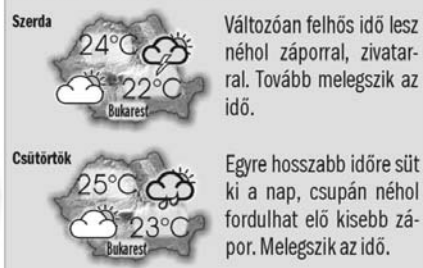 Szerda
24°C
22°C
Bukarest
Változóan felhős idő lesz
néhol záporral, zivatar-
ral. Tovább melegszik az
idő.
Csütörtök
25°C
23°C
Bukarest
Egyre hosszabb időre süt
ki a nap, csupán néhol
fordulhat elő kisebb zá-
por. Melegszik az idő.